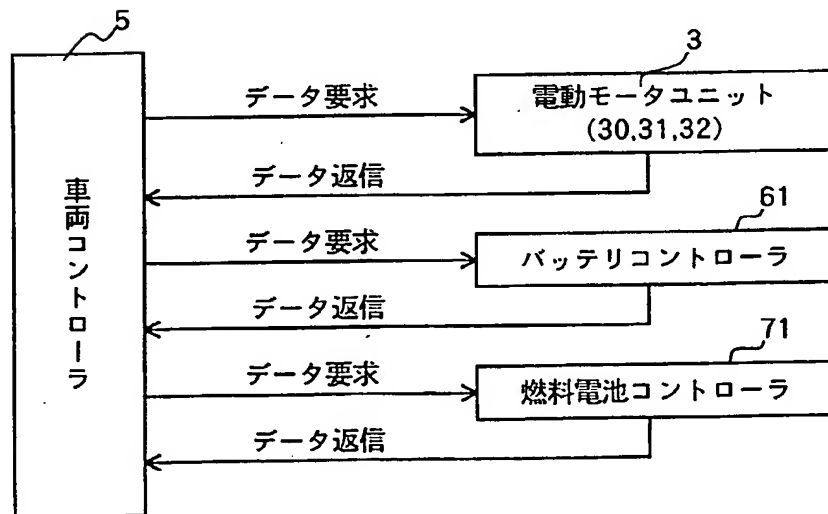 5
車両コントローラ
データ要求
3
電動モータユニット
(30,31,32)
データ返信
データ要求
61
バッテリコントローラ
データ返信
データ要求
71
燃料電池コントローラ
データ返信